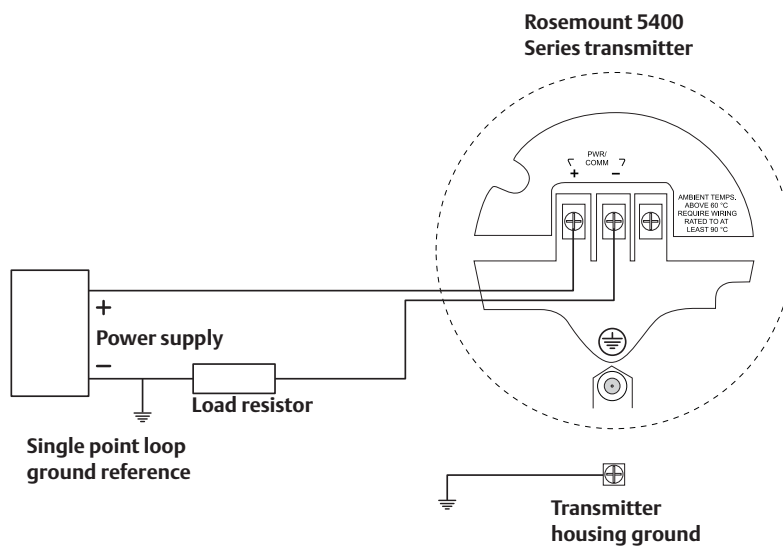 Rosemount 5400
Series transmitter
PWR/
COMM
+ −
AMBIENT TEMPS.
ABOVE 60 °C
REQUIRE WIRING
RATED TO AT
LEAST 90 °C
+
Power supply
−
Load resistor
Single point loop
ground reference
Transmitter
housing ground